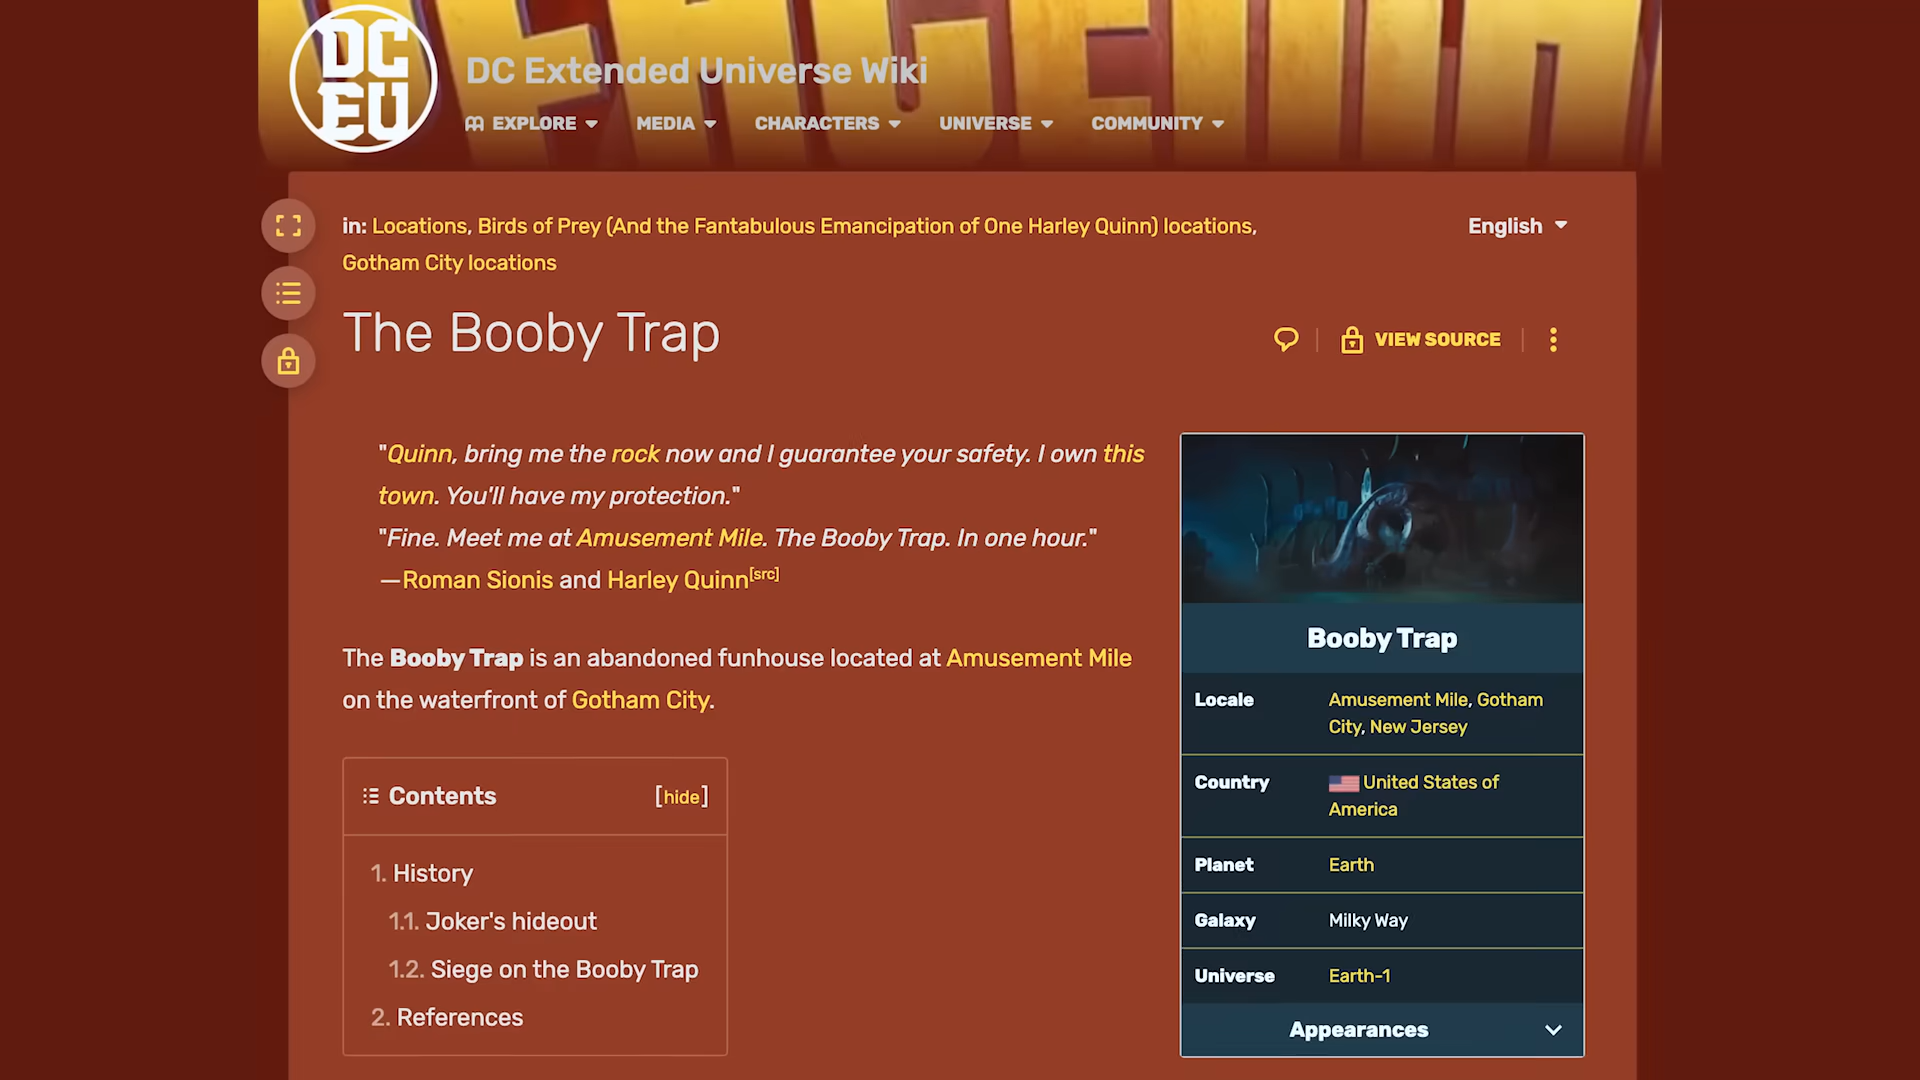 DC
EU
DC Extended Universe Wiki
EXPLORE
MEDIA
CHARACTERS
UNIVERSE
COMMUNITY
in: Locations, Birds of Prey (And the Fantabulous Emancipation of One Harley Quinn) locations,
Gotham City locations
English
The Booby Trap
VIEW SOURCE
"Quinn, bring me the rock now and I guarantee your safety. I own this
town. You'll have my protection."
"Fine. Meet me at Amusement Mile. The Booby Trap. In one hour."
—Roman Sionis and Harley Quinn[src]
The Booby Trap is an abandoned funhouse located at Amusement Mile
on the waterfront of Gotham City.
Contents [hide]
1. History
1.1. Joker's hideout
1.2. Siege on the Booby Trap
2. References
Booby Trap
Locale Amusement Mile, Gotham
City, New Jersey
Country United States of
America
Planet Earth
Galaxy Milky Way
Universe Earth-1
Appearances